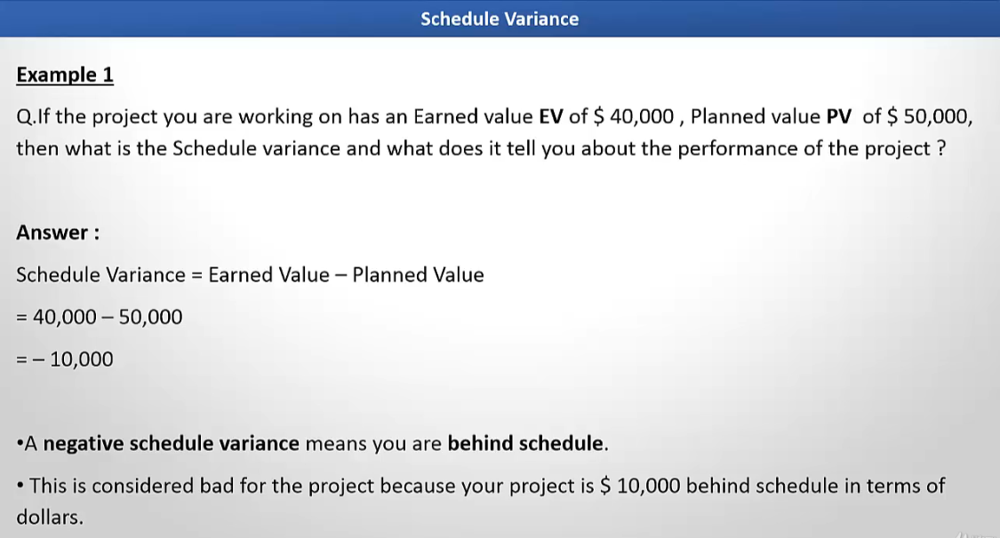 Schedule Variance
Example 1
Q.If the project you are working on has an Earned value EV of $ 40,000 , Planned value PV of $ 50,000,
then what is the Schedule variance and what does it tell you about the performance of the project ?
Answer :
Schedule Variance = Earned Value – Planned Value
= 40,000 – 50,000
= – 10,000
•A negative schedule variance means you are behind schedule.
• This is considered bad for the project because your project is $ 10,000 behind schedule in terms of
dollars.